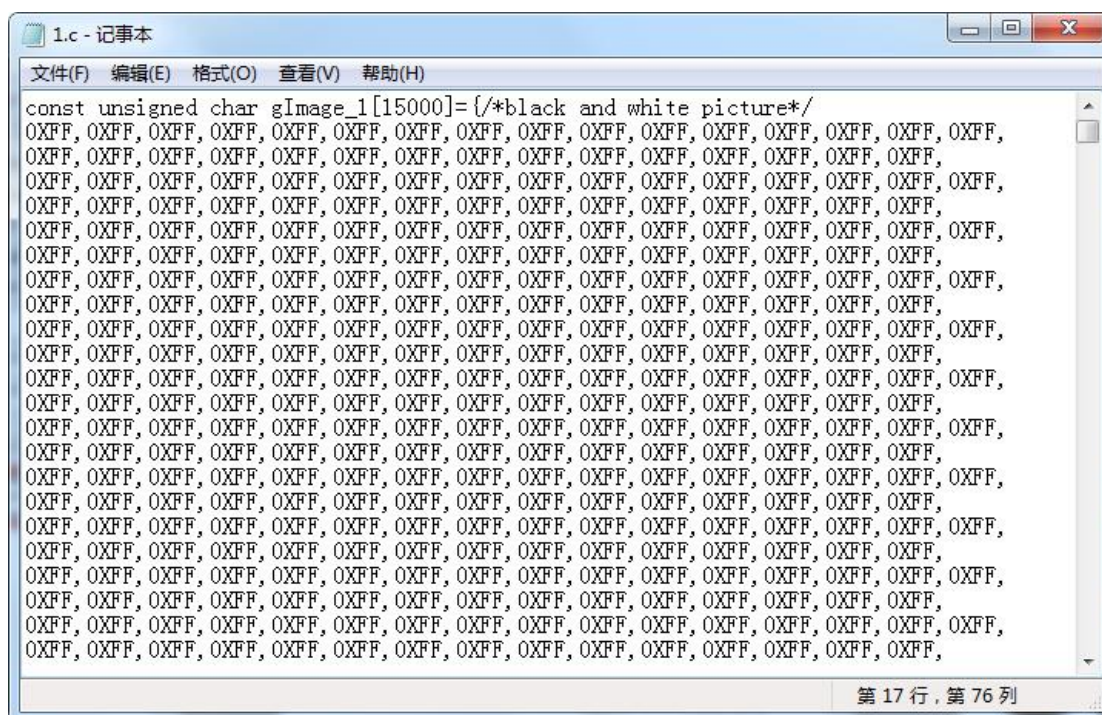 1.c - 记事本
文件(F) 编辑(E) 格式(O) 查看(V) 帮助(H)
const unsigned char gImage_1[15000]={/*black and white picture*/
0XFF,0XFF,0XFF,0XFF,0XFF,0XFF,0XFF,0XFF,0XFF,0XFF,0XFF,0XFF,0XFF,0XFF,0XFF,0XFF,
0XFF,0XFF,0XFF,0XFF,0XFF,0XFF,0XFF,0XFF,0XFF,0XFF,0XFF,0XFF,0XFF,0XFF,0XFF,
0XFF,0XFF,0XFF,0XFF,0XFF,0XFF,0XFF,0XFF,0XFF,0XFF,0XFF,0XFF,0XFF,0XFF,0XFF,0XFF,
0XFF,0XFF,0XFF,0XFF,0XFF,0XFF,0XFF,0XFF,0XFF,0XFF,0XFF,0XFF,0XFF,0XFF,0XFF,
0XFF,0XFF,0XFF,0XFF,0XFF,0XFF,0XFF,0XFF,0XFF,0XFF,0XFF,0XFF,0XFF,0XFF,0XFF,0XFF,
0XFF,0XFF,0XFF,0XFF,0XFF,0XFF,0XFF,0XFF,0XFF,0XFF,0XFF,0XFF,0XFF,0XFF,0XFF,
0XFF,0XFF,0XFF,0XFF,0XFF,0XFF,0XFF,0XFF,0XFF,0XFF,0XFF,0XFF,0XFF,0XFF,0XFF,0XFF,
0XFF,0XFF,0XFF,0XFF,0XFF,0XFF,0XFF,0XFF,0XFF,0XFF,0XFF,0XFF,0XFF,0XFF,0XFF,
0XFF,0XFF,0XFF,0XFF,0XFF,0XFF,0XFF,0XFF,0XFF,0XFF,0XFF,0XFF,0XFF,0XFF,0XFF,0XFF,
0XFF,0XFF,0XFF,0XFF,0XFF,0XFF,0XFF,0XFF,0XFF,0XFF,0XFF,0XFF,0XFF,0XFF,0XFF,
0XFF,0XFF,0XFF,0XFF,0XFF,0XFF,0XFF,0XFF,0XFF,0XFF,0XFF,0XFF,0XFF,0XFF,0XFF,0XFF,
0XFF,0XFF,0XFF,0XFF,0XFF,0XFF,0XFF,0XFF,0XFF,0XFF,0XFF,0XFF,0XFF,0XFF,0XFF,
0XFF,0XFF,0XFF,0XFF,0XFF,0XFF,0XFF,0XFF,0XFF,0XFF,0XFF,0XFF,0XFF,0XFF,0XFF,0XFF,
0XFF,0XFF,0XFF,0XFF,0XFF,0XFF,0XFF,0XFF,0XFF,0XFF,0XFF,0XFF,0XFF,0XFF,0XFF,
0XFF,0XFF,0XFF,0XFF,0XFF,0XFF,0XFF,0XFF,0XFF,0XFF,0XFF,0XFF,0XFF,0XFF,0XFF,0XFF,
0XFF,0XFF,0XFF,0XFF,0XFF,0XFF,0XFF,0XFF,0XFF,0XFF,0XFF,0XFF,0XFF,0XFF,0XFF,
0XFF,0XFF,0XFF,0XFF,0XFF,0XFF,0XFF,0XFF,0XFF,0XFF,0XFF,0XFF,0XFF,0XFF,0XFF,0XFF,
0XFF,0XFF,0XFF,0XFF,0XFF,0XFF,0XFF,0XFF,0XFF,0XFF,0XFF,0XFF,0XFF,0XFF,0XFF,
0XFF,0XFF,0XFF,0XFF,0XFF,0XFF,0XFF,0XFF,0XFF,0XFF,0XFF,0XFF,0XFF,0XFF,0XFF,0XFF,
0XFF,0XFF,0XFF,0XFF,0XFF,0XFF,0XFF,0XFF,0XFF,0XFF,0XFF,0XFF,0XFF,0XFF,0XFF,
0XFF,0XFF,0XFF,0XFF,0XFF,0XFF,0XFF,0XFF,0XFF,0XFF,0XFF,0XFF,0XFF,0XFF,0XFF,0XFF,
0XFF,0XFF,0XFF,0XFF,0XFF,0XFF,0XFF,0XFF,0XFF,0XFF,0XFF,0XFF,0XFF,0XFF,0XFF,
第 17 行，第 76 列